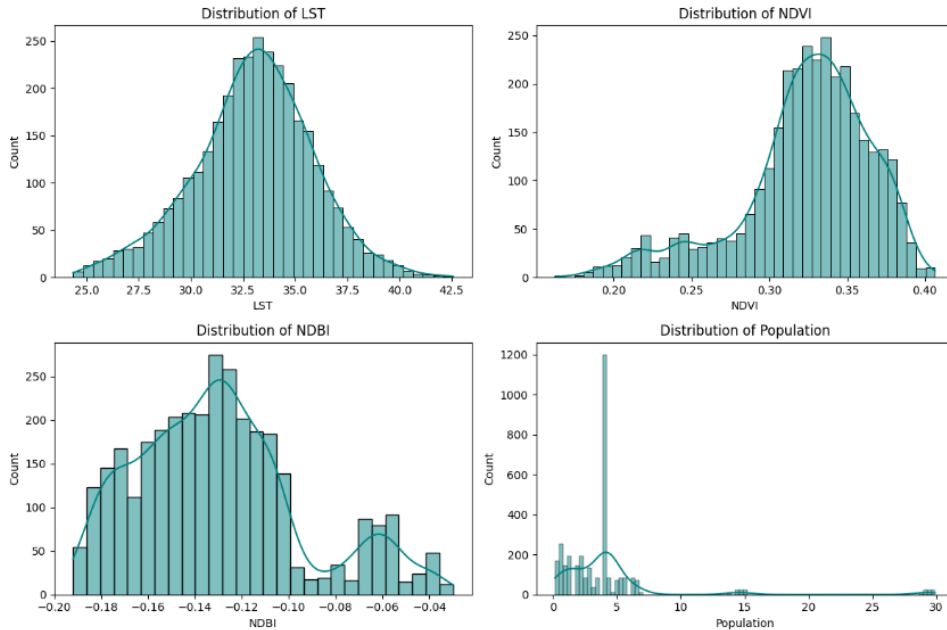 Distribution of LST
Count
250
200
150
100
50
0
25.0 27.5 30.0 32.5 35.0 37.5 40.0 42.5
LST
Distribution of NDVI
Count
250
200
150
100
50
0
0.20 0.25 0.30 0.35 0.40
NDVI
Distribution of NDBI
Count
250
200
150
100
50
0
−0.20 −0.18 −0.16 −0.14 −0.12 −0.10 −0.08 −0.06 −0.04
NDBI
Distribution of Population
Count
1200
1000
800
600
400
200
0
0 5 10 15 20 25 30
Population